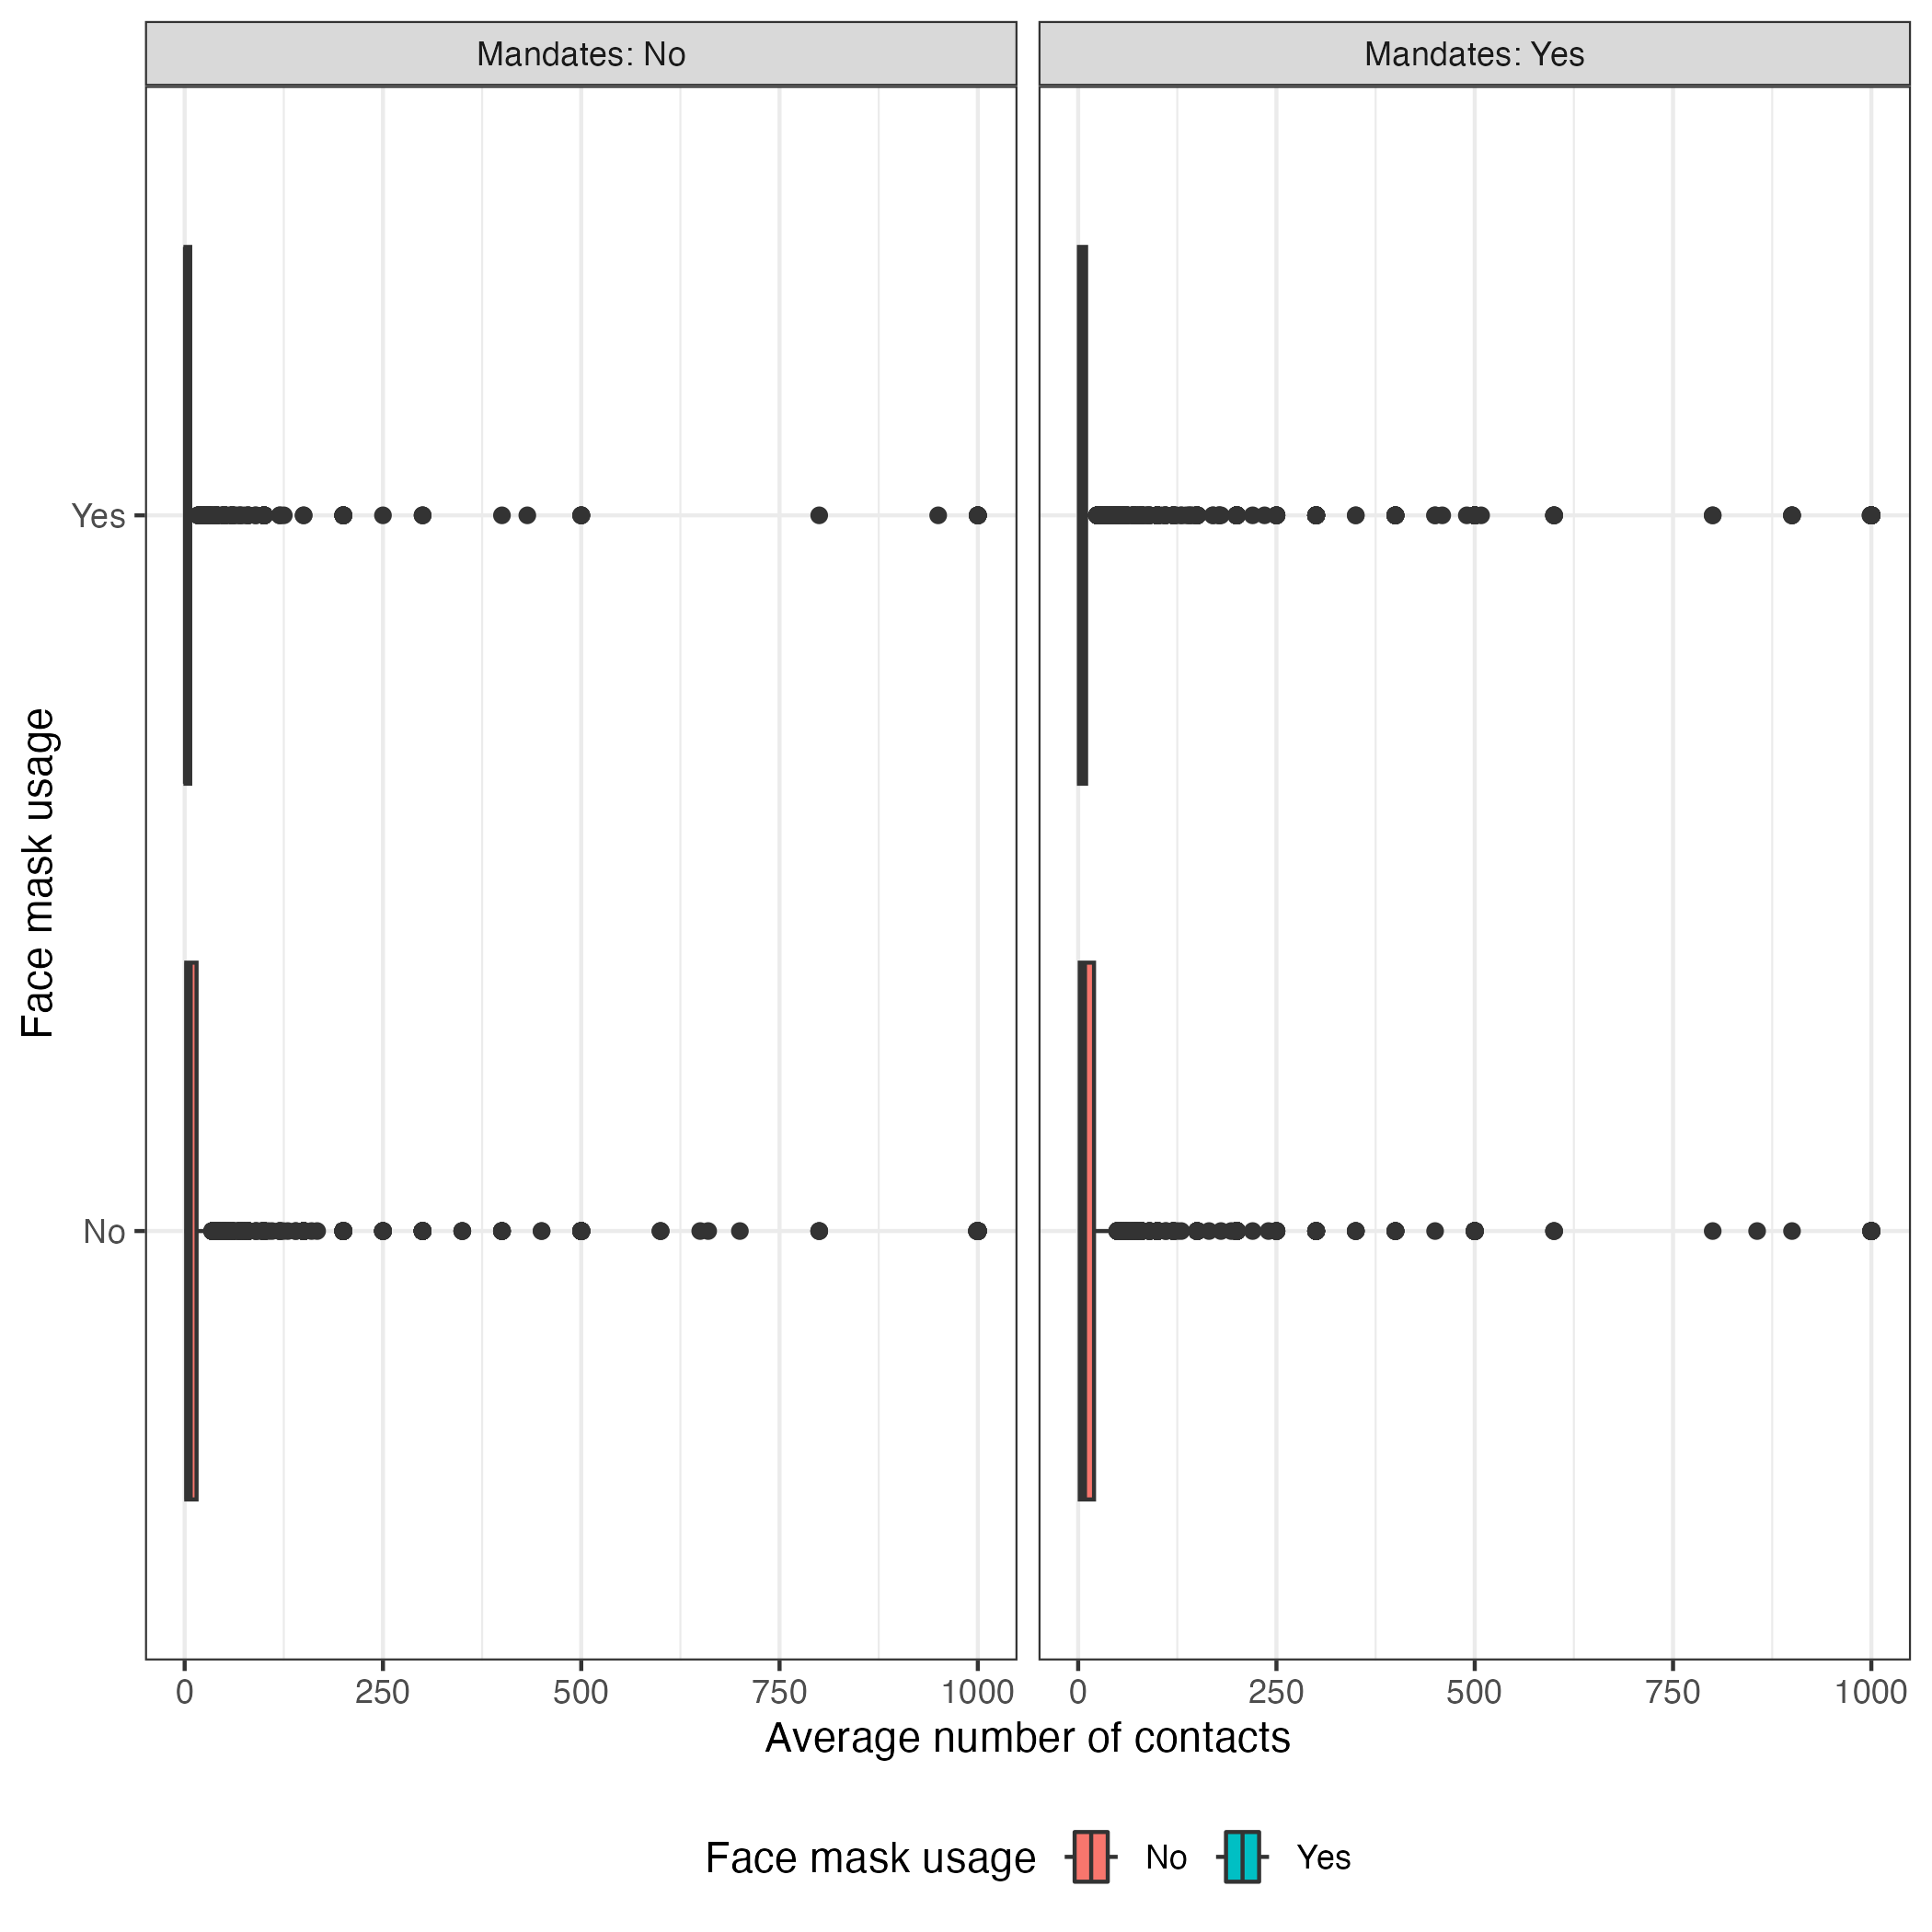 Mandates: No
Mandates: Yes
Face mask usage
Yes
No
0 250 500 750 1000
0 250 500 750 1000
Average number of contacts
Face mask usage No Yes